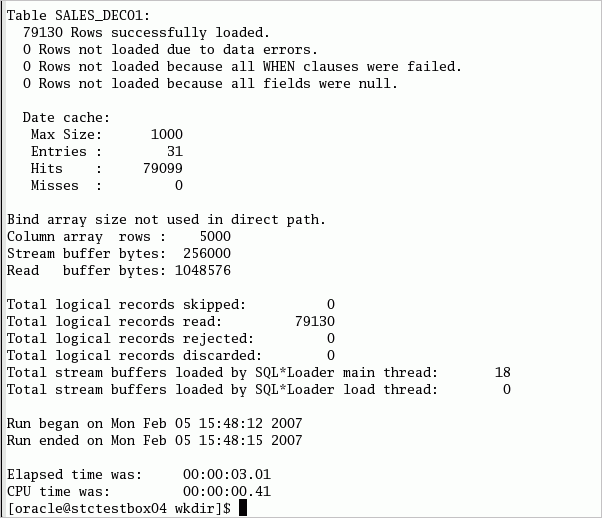 Table SALES_DEC01:
  79130 Rows successfully loaded.
  0 Rows not loaded due to data errors.
  0 Rows not loaded because all WHEN clauses were failed.
  0 Rows not loaded because all fields were null.

  Date cache:
   Max Size:      1000
   Entries :        31
   Hits    :     79099
   Misses  :         0

Bind array size not used in direct path.
Column array  rows :    5000
Stream buffer bytes:  256000
Read   buffer bytes: 1048576

Total logical records skipped:          0
Total logical records read:         79130
Total logical records rejected:         0
Total logical records discarded:        0
Total stream buffers loaded by SQL*Loader main thread:       18
Total stream buffers loaded by SQL*Loader load thread:        0

Run began on Mon Feb 05 15:48:12 2007
Run ended on Mon Feb 05 15:48:15 2007

Elapsed time was:     00:00:03.01
CPU time was:         00:00:00.41
[oracle@stctestbox04 wkdir]$